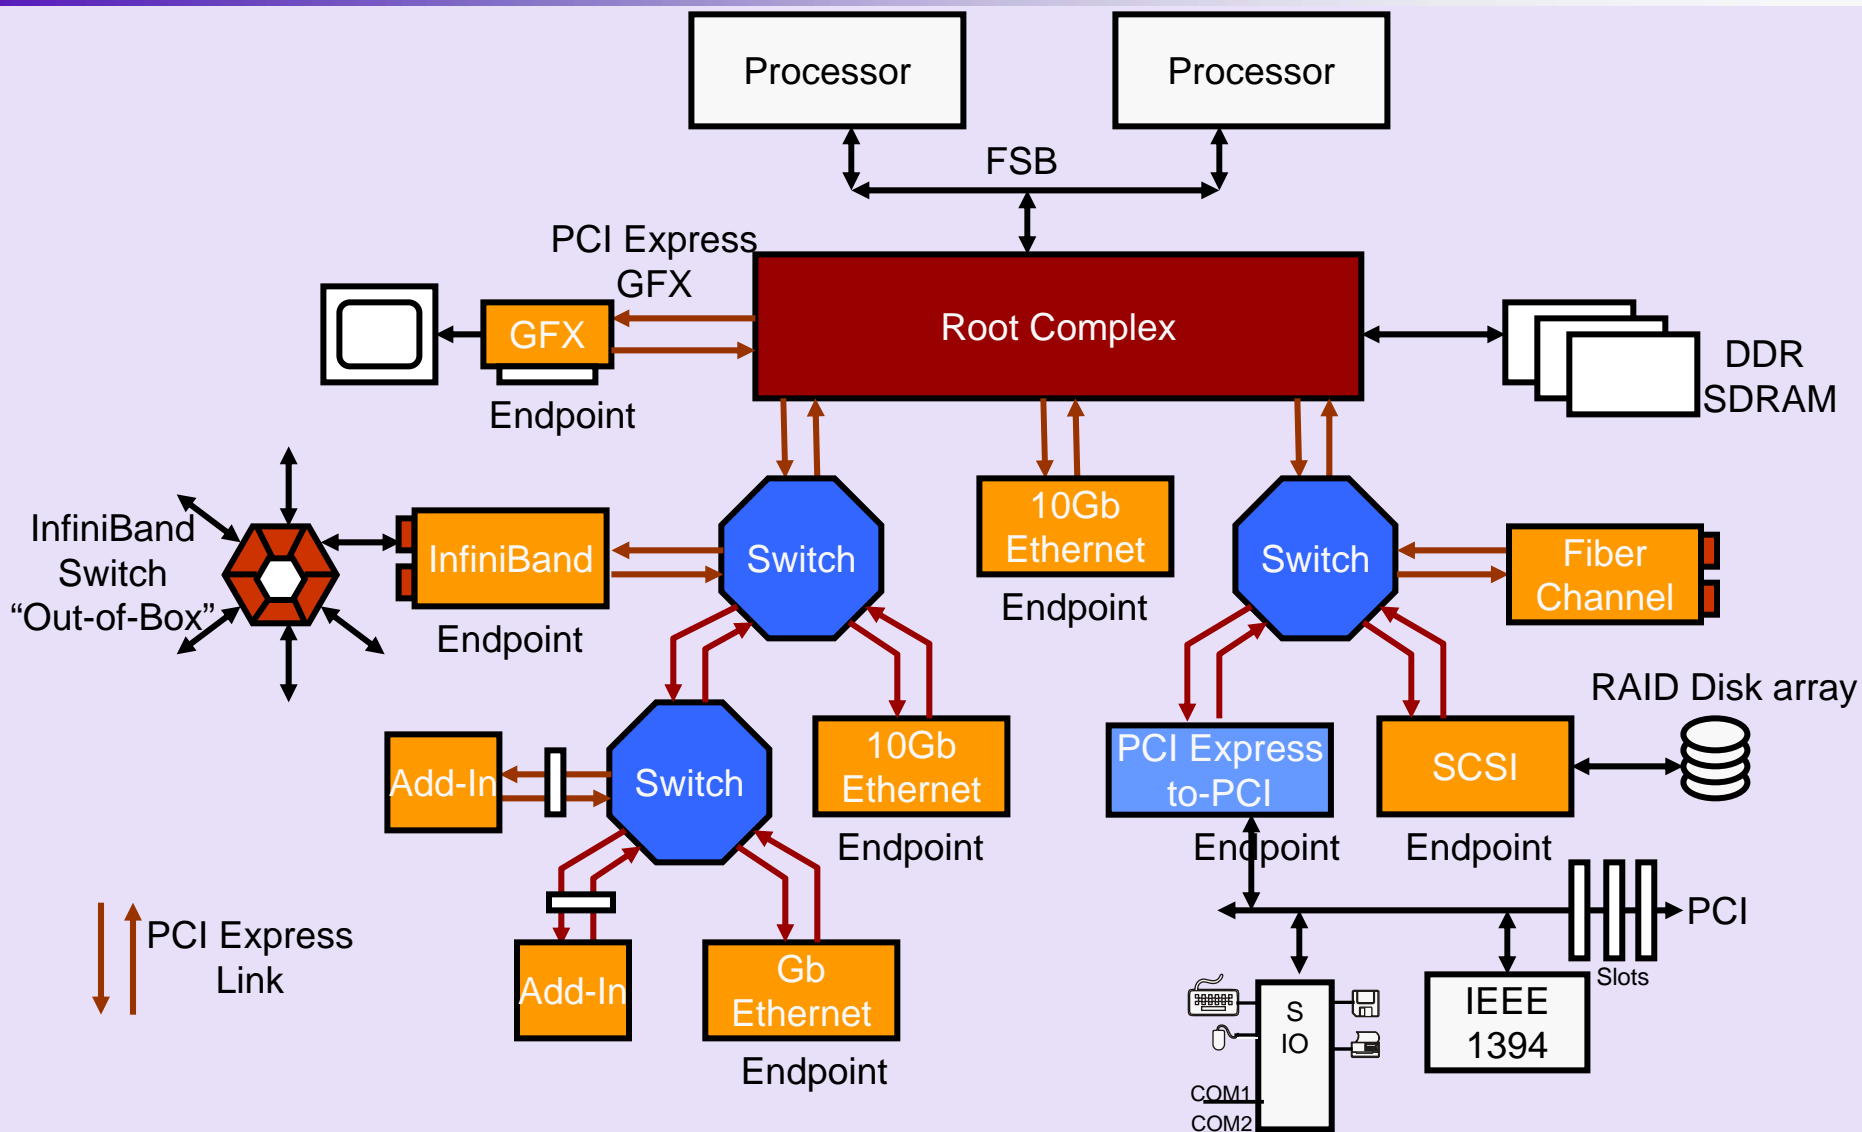 Processor
Processor
FSB
PCI Express
GFX
GFX
Endpoint
Root Complex
DDR
SDRAM
InfiniBand
Switch
“Out-of-Box”
InfiniBand
Endpoint
Switch
10Gb
Ethernet
Endpoint
Switch
Fiber
Channel
RAID Disk array
Add-In
Switch
10Gb
Ethernet
Endpoint
PCI Express
to-PCI
Endpoint
SCSI
Endpoint
PCI Express
Link
Add-In
Gb
Ethernet
Endpoint
PCI
Slots
S
IO
COM1
COM2
IEEE
1394